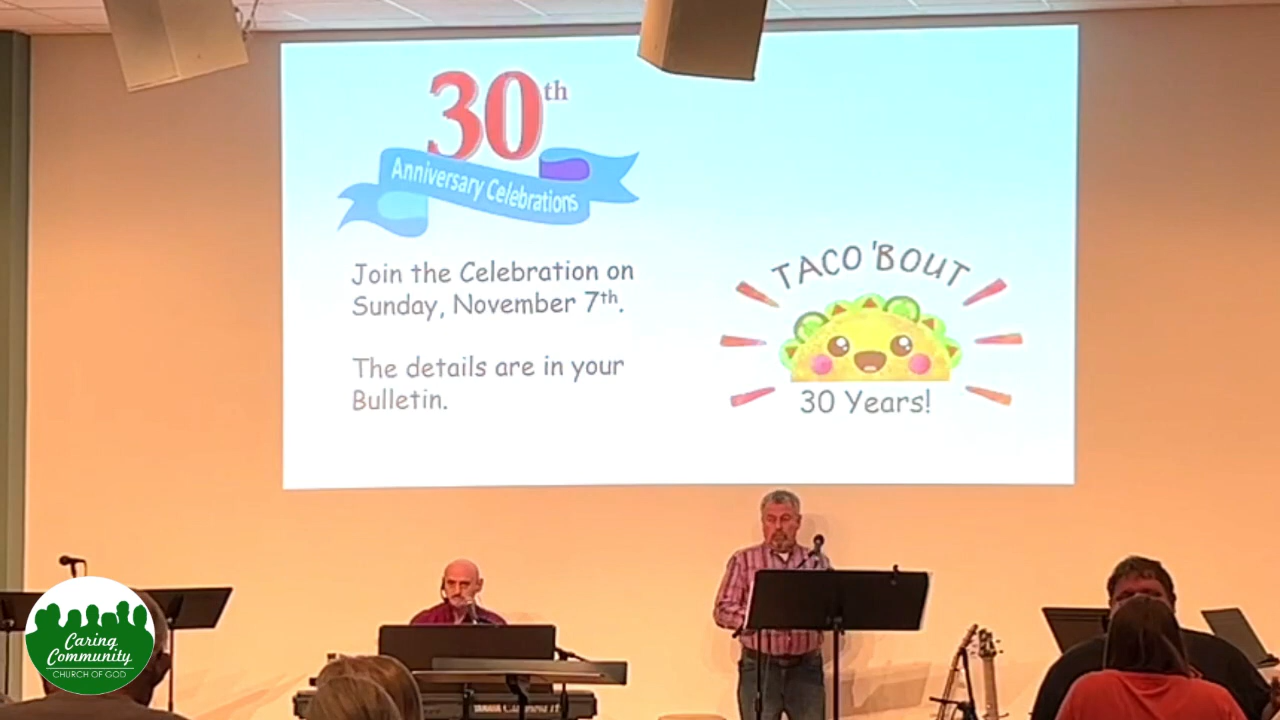 30th
Anniversary Celebrations
Join the Celebration on
Sunday, November 7th.
The details are in your
Bulletin.
TACO 'BOUT
30 Years!
Caring
Community
CHURCH OF GOD
YAMAHA